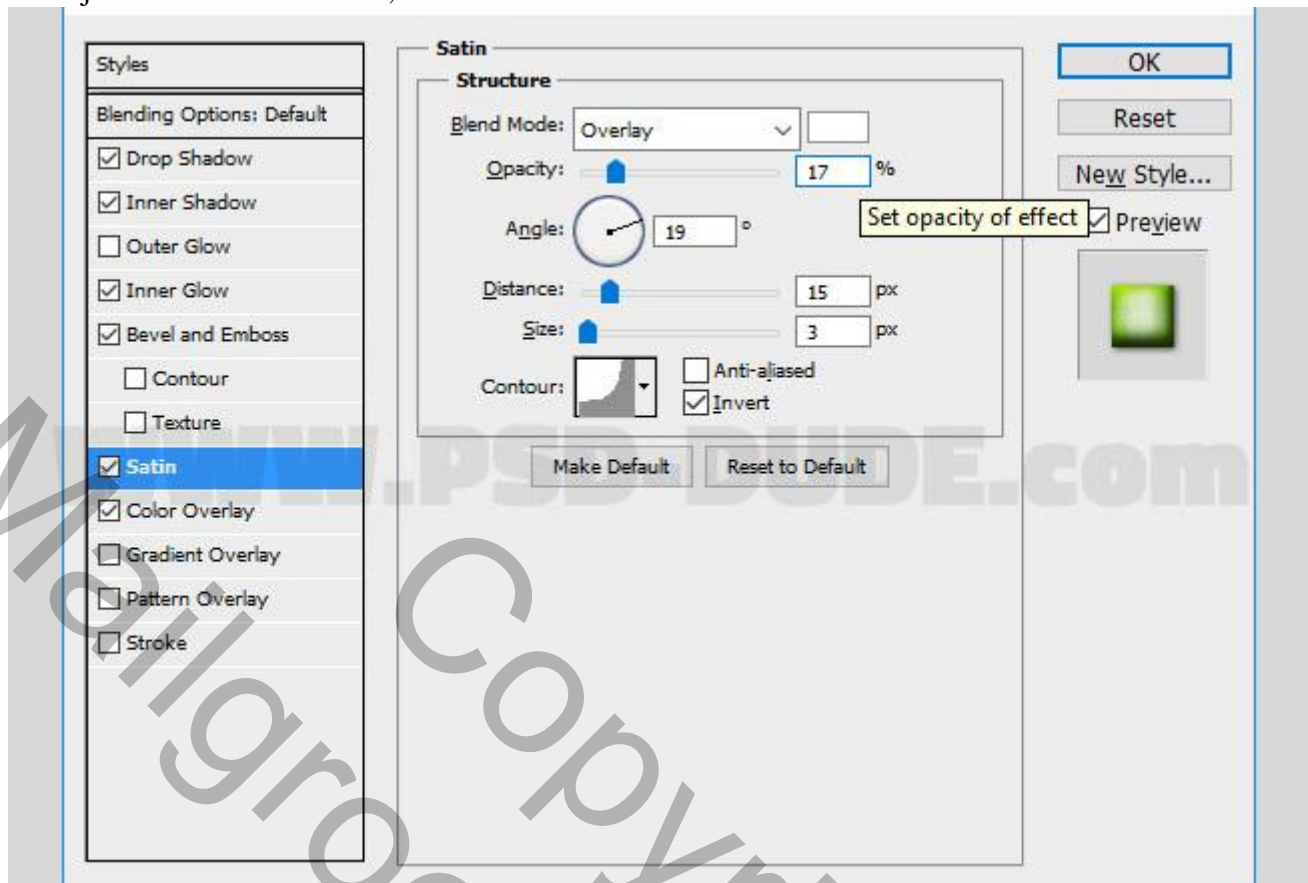 Styles
Blending Options: Default
Drop Shadow
Inner Shadow
Outer Glow
Inner Glow
Bevel and Emboss
Contour
Texture
Satin
Color Overlay
Gradient Overlay
Pattern Overlay
Stroke
Satin
Structure
Blend Mode: Overlay
Opacity: 17 %
Set opacity of effect
Angle: 19 °
Distance: 15 px
Size: 3 px
Contour:
Anti-aliased
Invert
Make Default Reset to Default
OK
Reset
New Style...
Preview
WWW.PSD-DUDE.com